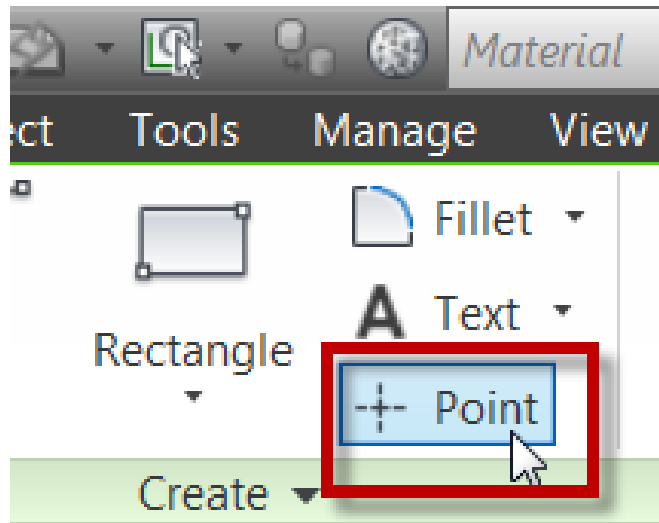 Material
ect Tools Manage View
Fillet
Text
Rectangle
Point
Create